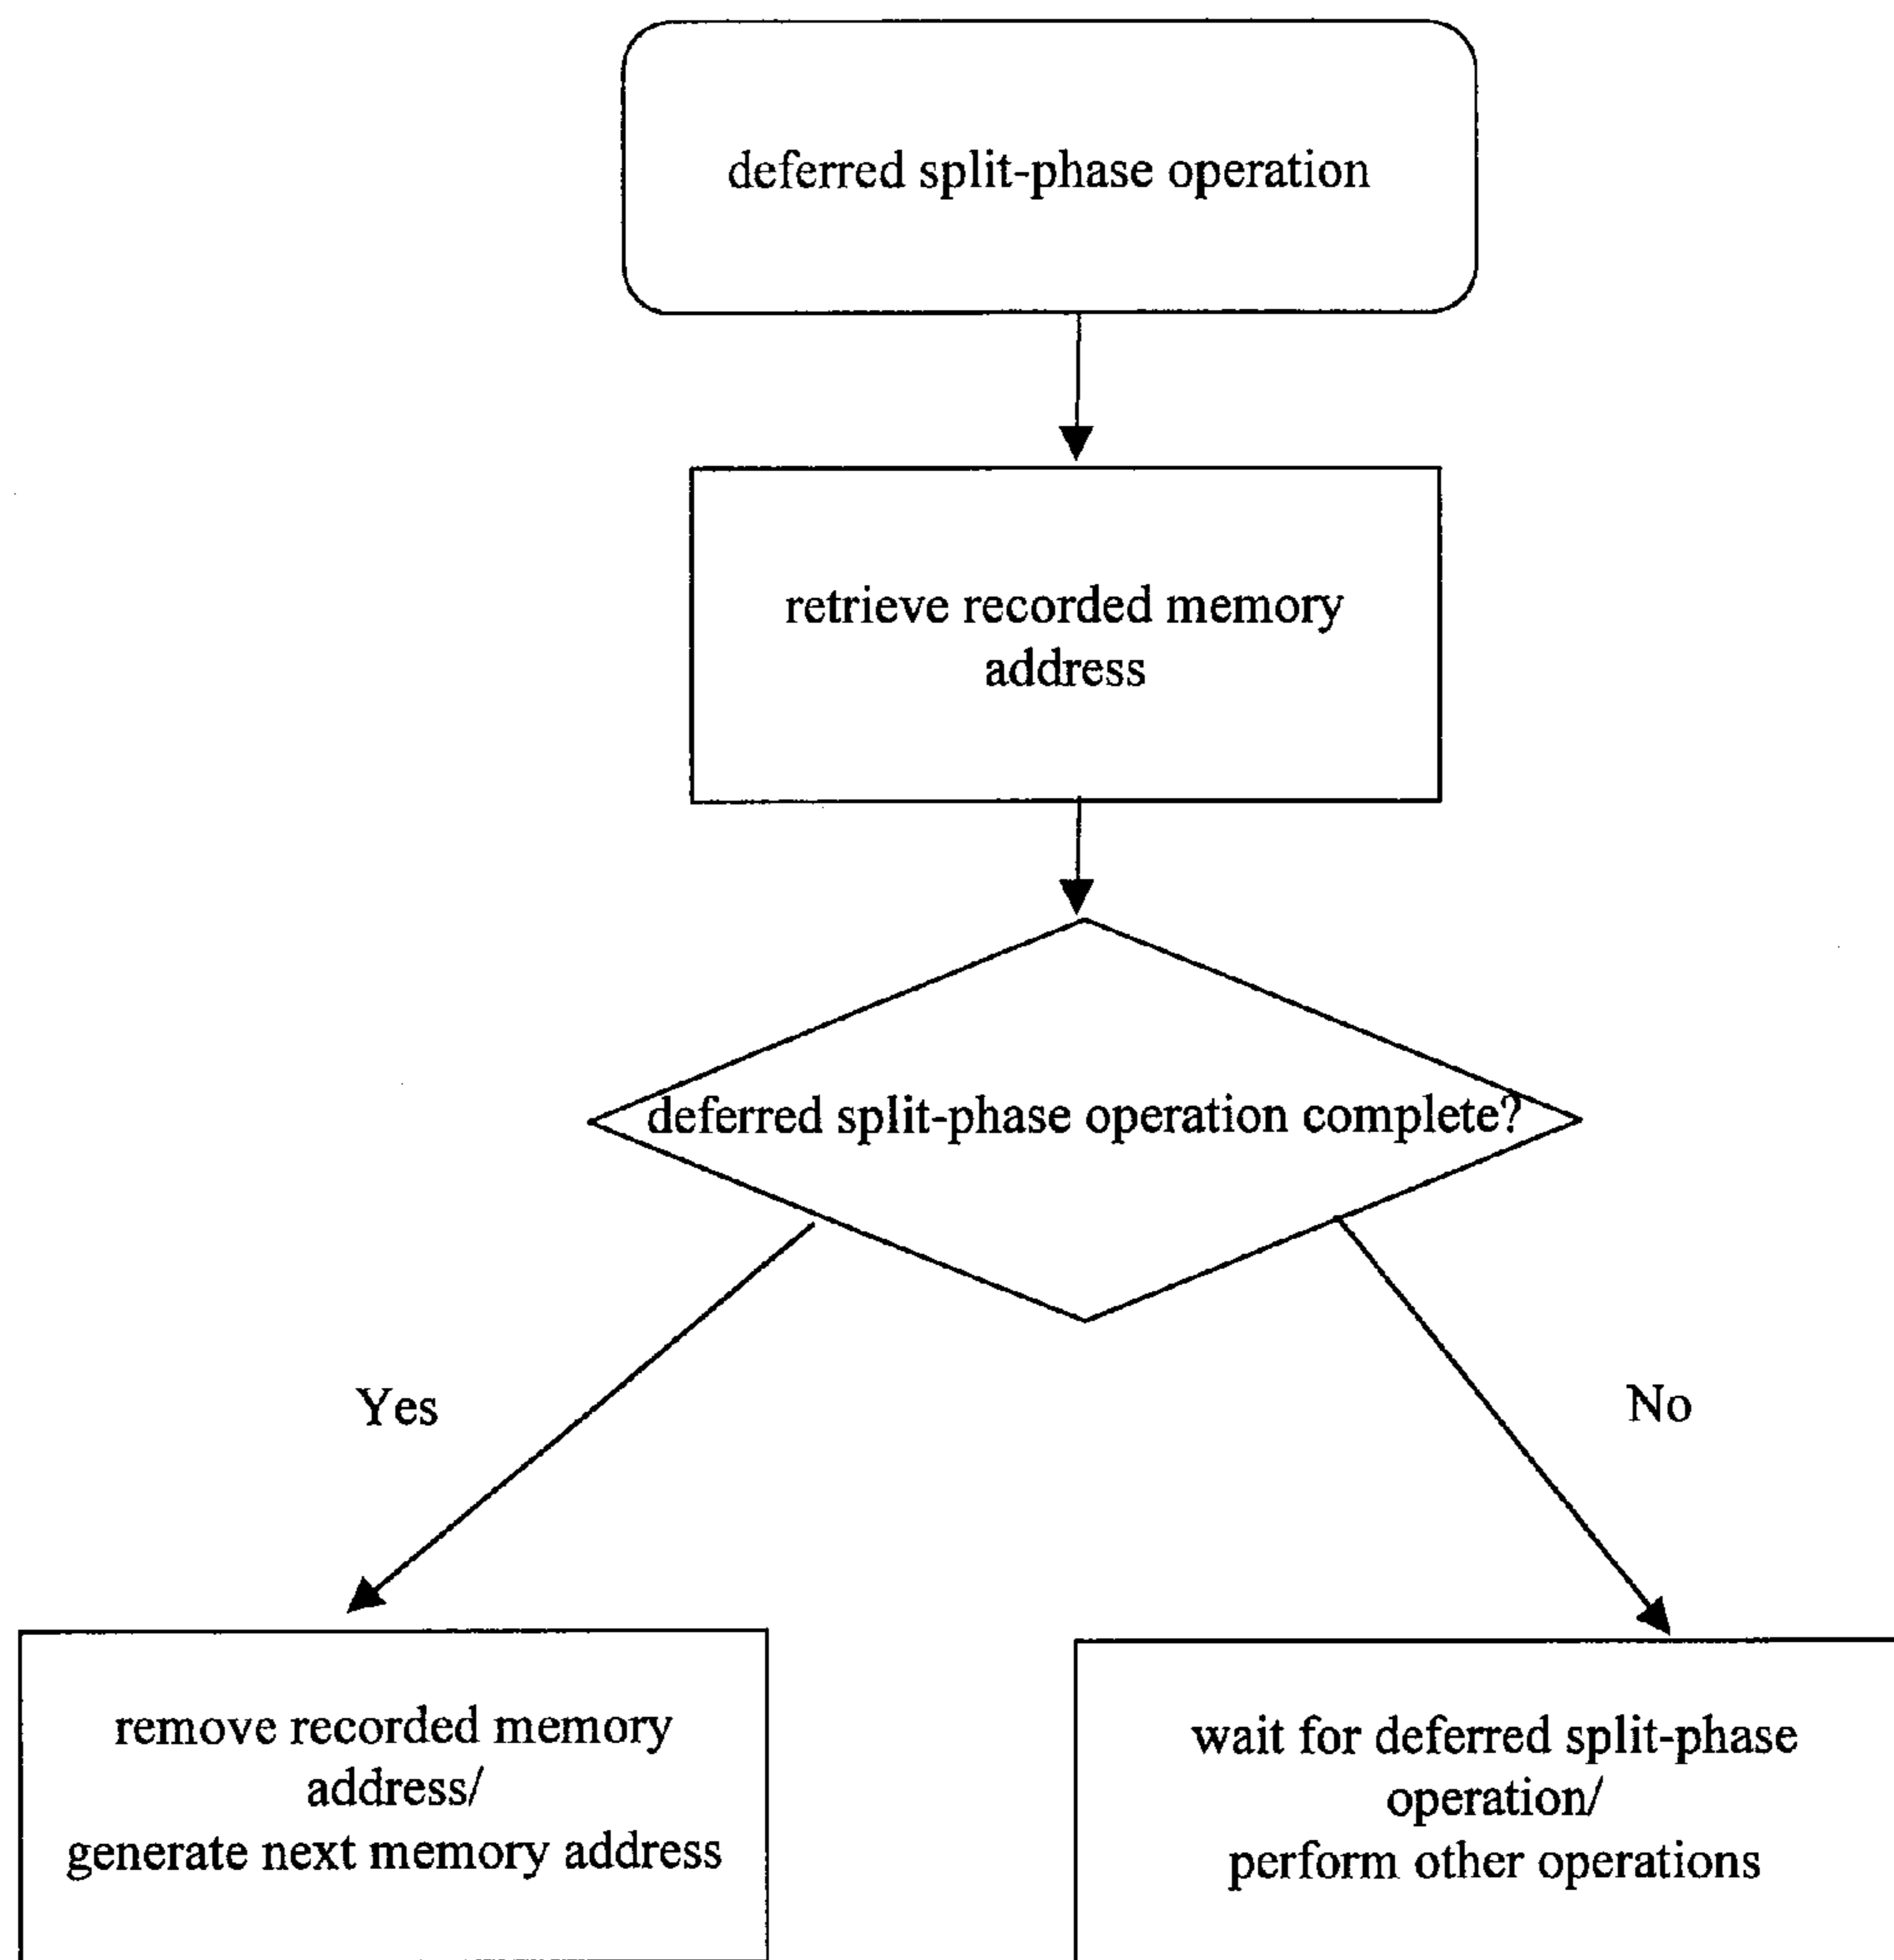 deferred split-phase operation
retrieve recorded memory
address
deferred split-phase operation complete?
Yes
No
remove recorded memory
address/
generate next memory address
wait for deferred split-phase
operation/
perform other operations